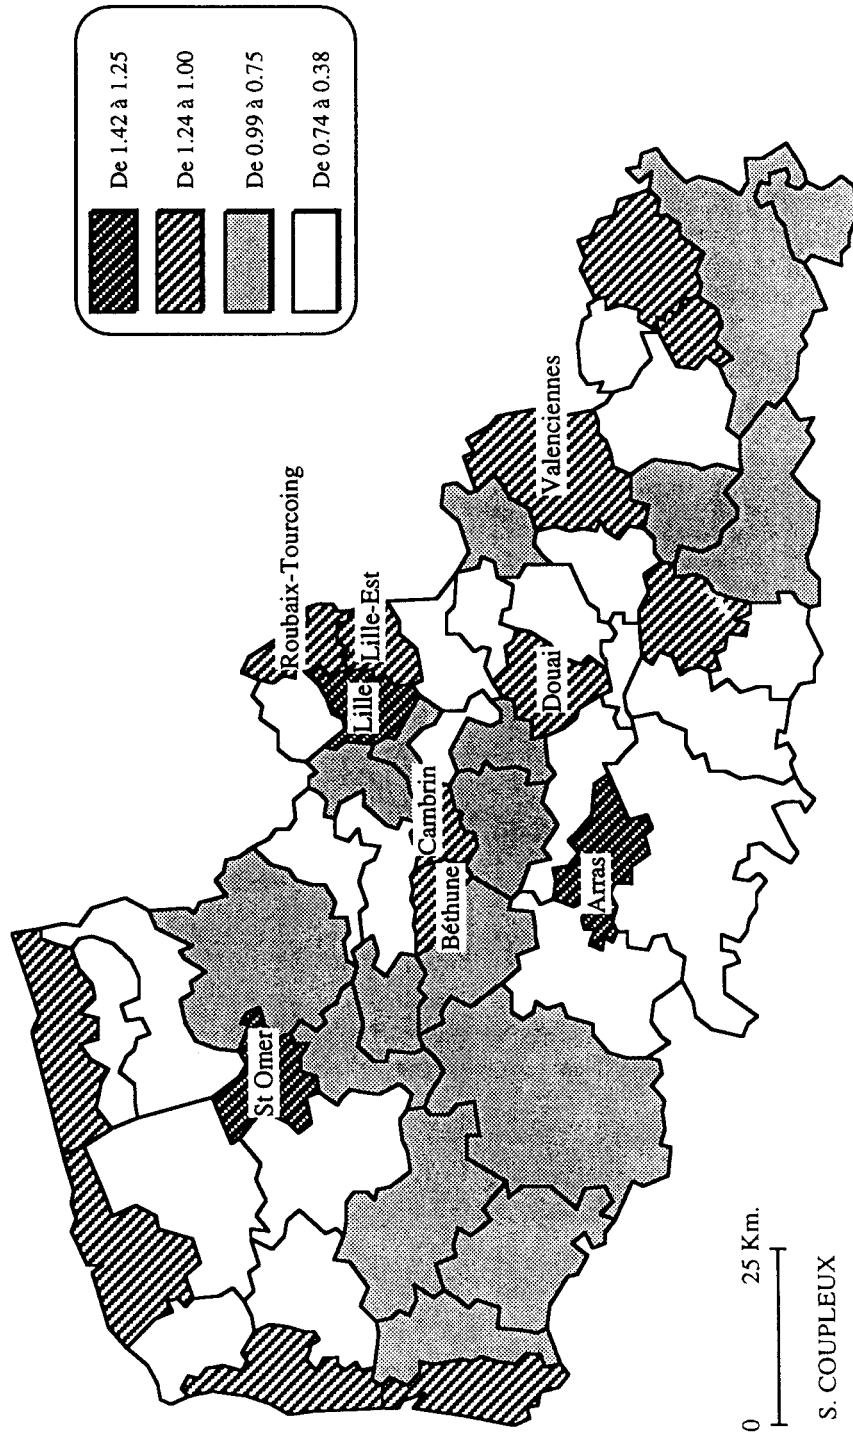 De 1.42 à 1.25
De 1.24 à 1.00
De 0.99 à 0.75
De 0.74 à 0.38
Roubaix-Tourcoing
Lille-Est
Lille
Valenciennes
Douai
Cambrin
Béthune
Arras
St Omer
0 25 Km.
S. COUPLEUX